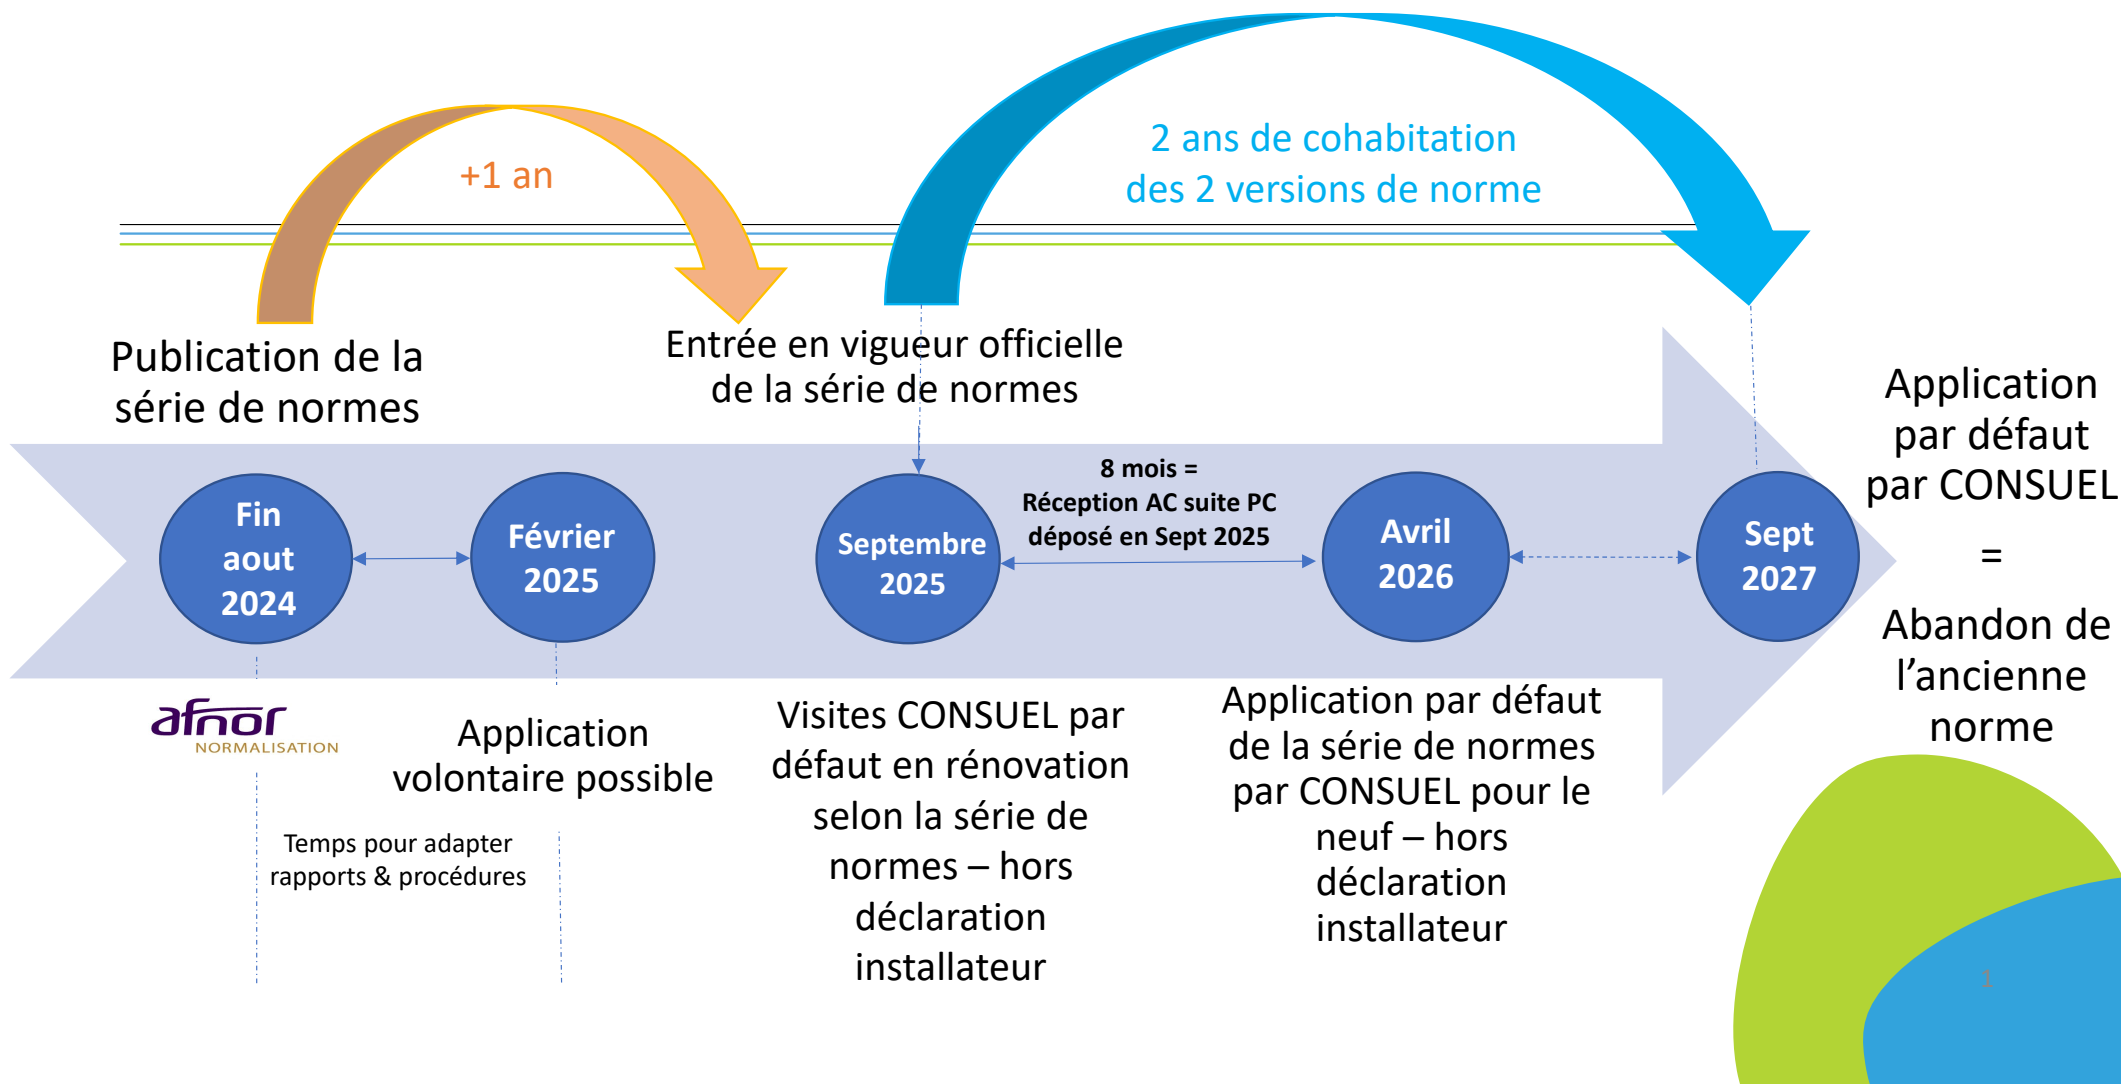 +1 an
2 ans de cohabitation
des 2 versions de norme
Publication de la
série de normes
Entrée en vigueur officielle
de la série de normes
Fin
aout
2024
Février
2025
Septembre
2025
8 mois =
Réception AC suite PC
déposé en Sept 2025
Avril
2026
Sept
2027
Application
par défaut
par CONSUEL
=
Abandon de
l’ancienne
norme
afnor
NORMALISATION
Application
volontaire possible
Temps pour adapter
rapports & procédures
Visites CONSUEL par
défaut en rénovation
selon la série de
normes – hors
déclaration
installateur
Application par défaut
de la série de normes
par CONSUEL pour le
neuf – hors
déclaration
installateur
1